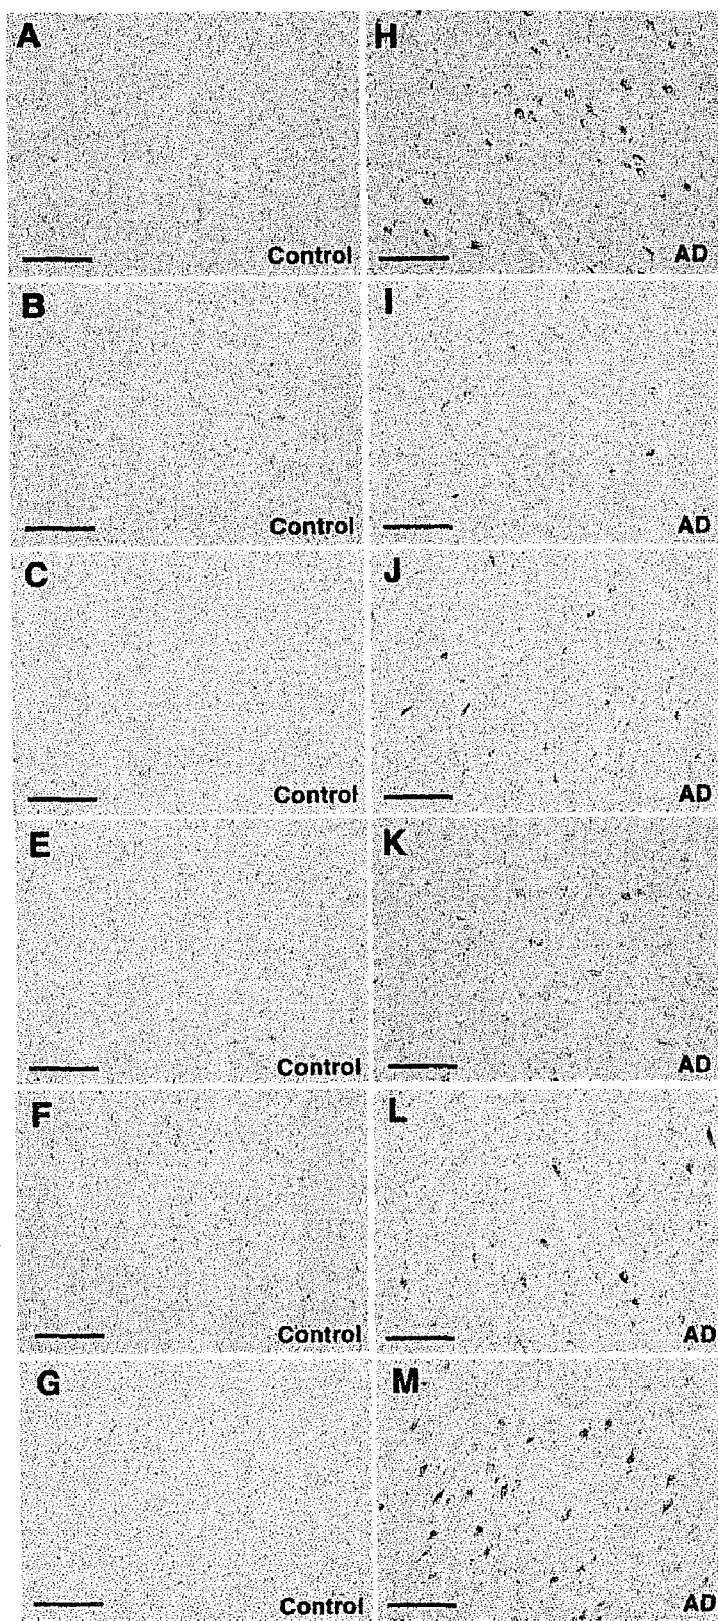 A
Control
H
AD
B
Control
I
AD
C
Control
J
AD
E
Control
K
AD
F
Control
L
AD
G
Control
M
AD